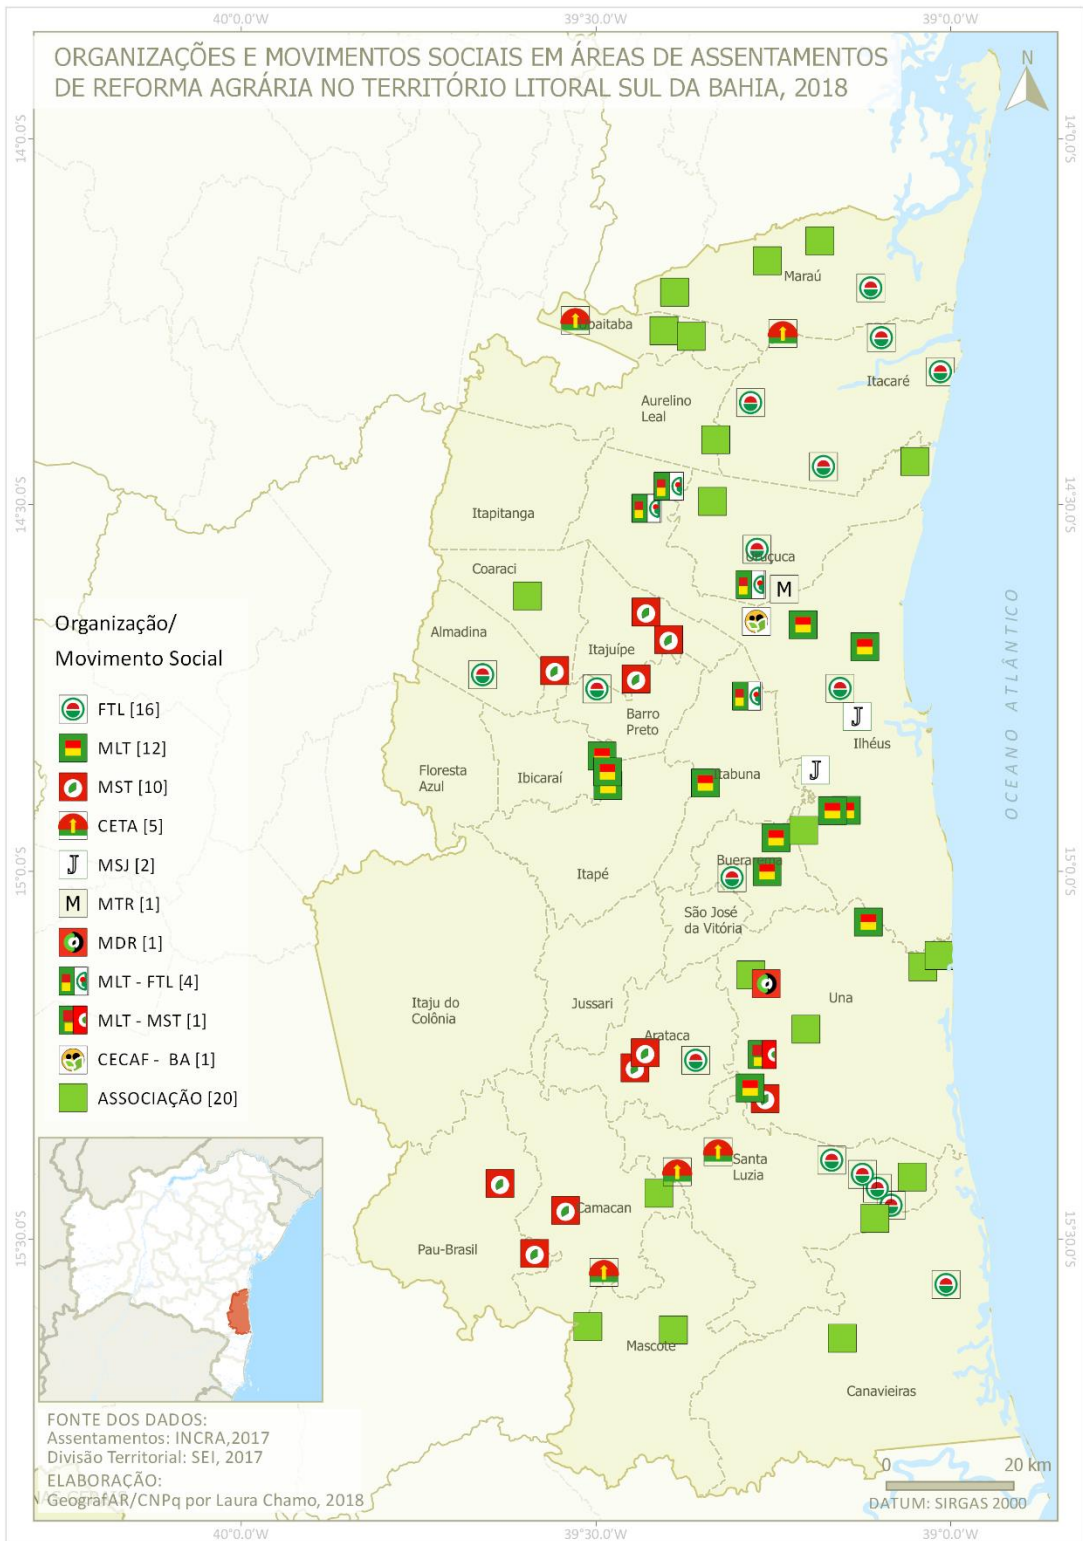 40°0.0'W
39°30.0'W
39°0.0'W
ORGANIZAÇÕES E MOVIMENTOS SOCIAIS EM ÁREAS DE ASSENTAMENTOS
DE REFORMA AGRÁRIA NO TERRITÓRIO LITORAL SUL DA BAHIA, 2018
N
14°0.0'S
14°0.0'S
Maraú
Ubaitaba
Itacaré
Aurelino
Leal
14°30.0'S
14°30.0'S
Itapitanga
Uruçuca
Coaraci
M
OCEANO ATLÂNTICO
Organização/
Movimento Social
Almadina
Itajuípe
FTL [16]
MLT [12]
MST [10]
CETA [5]
J MSJ [2]
M MTR [1]
MDR [1]
MLT - FTL [4]
MLT - MST [1]
CECAF - BA [1]
ASSOCIAÇÃO [20]
Barro
Preto
J
Ilhéus
Floresta
Azul
Ibicaraí
Itabuna
J
Itapé
Buerarema
15°0.0'S
15°0.0'S
São José
da Vitória
Itaju do
Colônia
Jussari
Una
Arataca
Santa
Luzia
Camacan
Pau-Brasil
15°30.0'S
15°30.0'S
Mascote
Canavieiras
FONTE DOS DADOS:
Assentamentos: INCRA,2017
Divisão Territorial: SEI, 2017
ELABORAÇÃO:
GeografAR/CNPq por Laura Chamo, 2018
0 20 km
DATUM: SIRGAS 2000
40°0.0'W
39°30.0'W
39°0.0'W